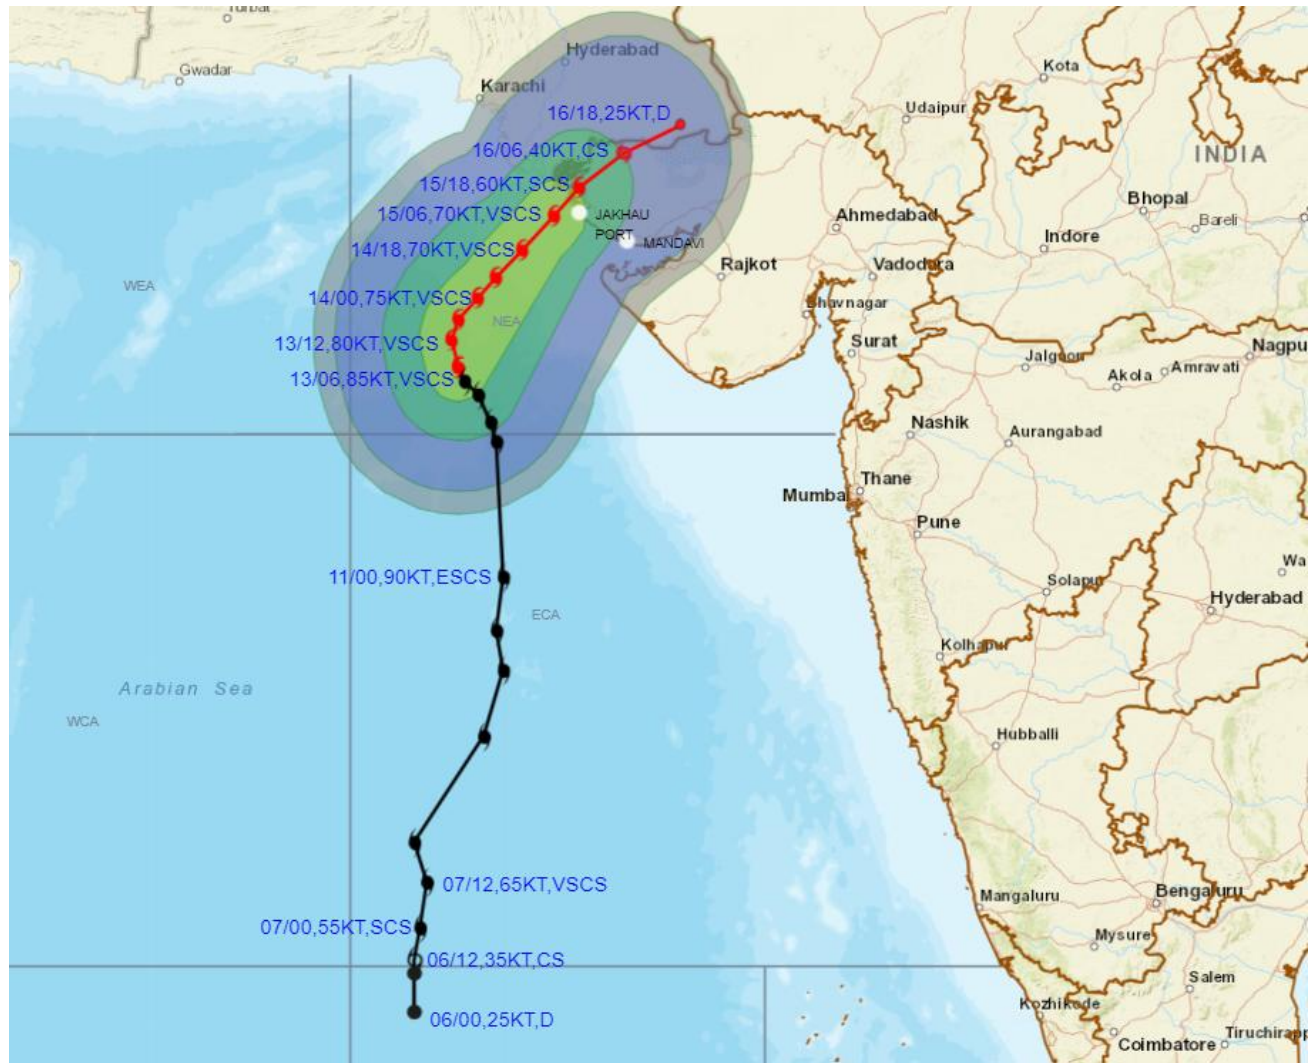 Turbat
Gwadar
Hyderabad
Karachi
Kota
Udaipur
16/18,25KT,D
16/06,40KT,CS
INDIA
15/18,60KT,SCS
Bhopal
15/06,70KT,VSCS
JAKHAU
PORT
Ahmedabad
Bareli
MANDAVI
Indore
14/18,70KT,VSCS
Rajkot
Vadodara
WEA
14/00,75KT,VSCS
Bhavnagar
NEA
13/12,80KT,VSCS
Surat
Nagpu
Jalgaon
Amravati
13/06,85KT,VSCS
Akola
Nashik
Aurangabad
Thane
Mumbai
Pune
Wa
11/00,90KT,ESCS
Solapur
Hyderabad
ECA
Kolhapur
Arabian Sea
WCA
Hubballi
07/12,65KT,VSCS
Bengaluru
Mangaluru
07/00,55KT,SCS
Mysure
06/12,35KT,CS
Salem
Kozhikode
06/00,25KT,D
Coimbatore
Tiruchirapp